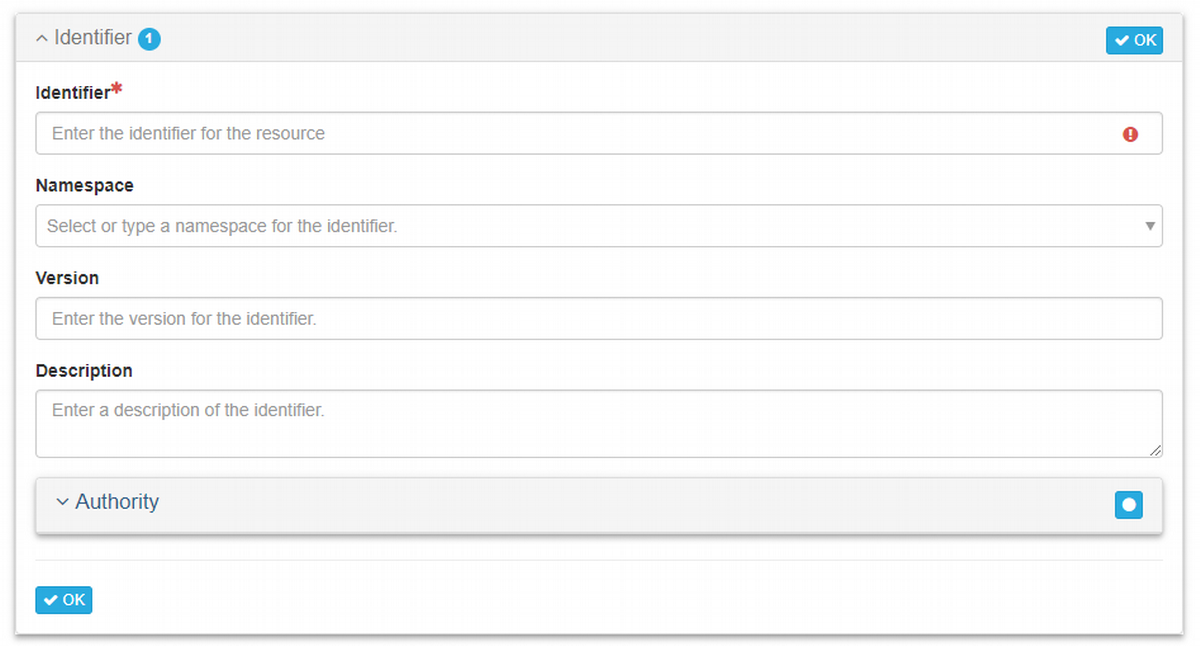 Identifier 1
OK
Identifier*
Enter the identifier for the resource
Namespace
Select or type a namespace for the identifier.
Version
Enter the version for the identifier.
Description
Enter a description of the identifier.
Authority
OK